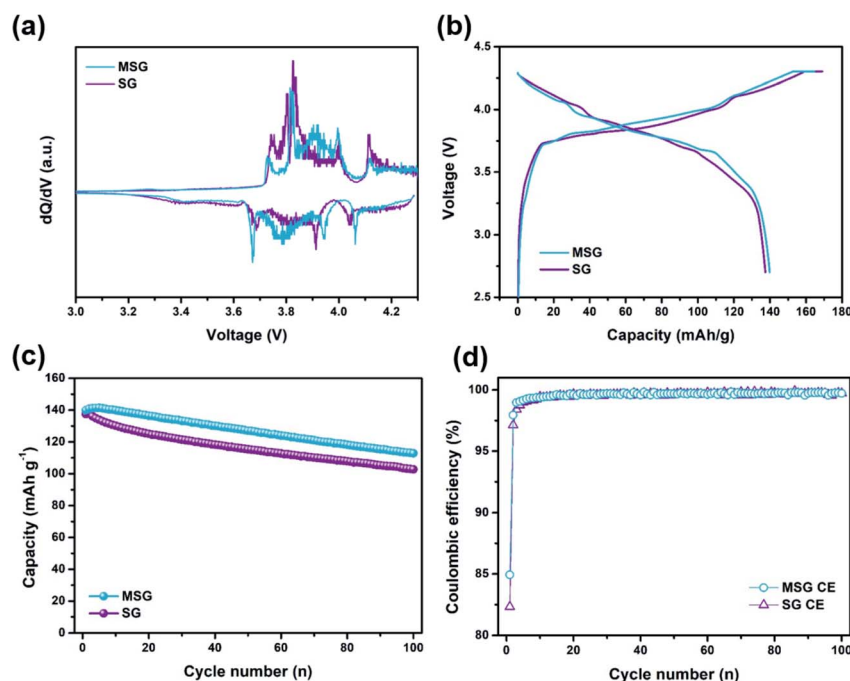 (a)
MSG
SG
dQ/dV (a.u.)
3.0 3.2 3.4 3.6 3.8 4.0 4.2
Voltage (V)
(b)
4.5
4.0
3.5
3.0
2.5
Voltage (V)
MSG
SG
0 20 40 60 80 100 120 140 160 180
Capacity (mAh/g)
(c)
160
140
120
100
80
60
40
20
0
Capacity (mAh g⁻¹)
MSG
SG
0 20 40 60 80 100
Cycle number (n)
(d)
100
95
90
85
80
Coulombic efficiency (%)
MSG CE
SG CE
0 20 40 60 80 100
Cycle number (n)